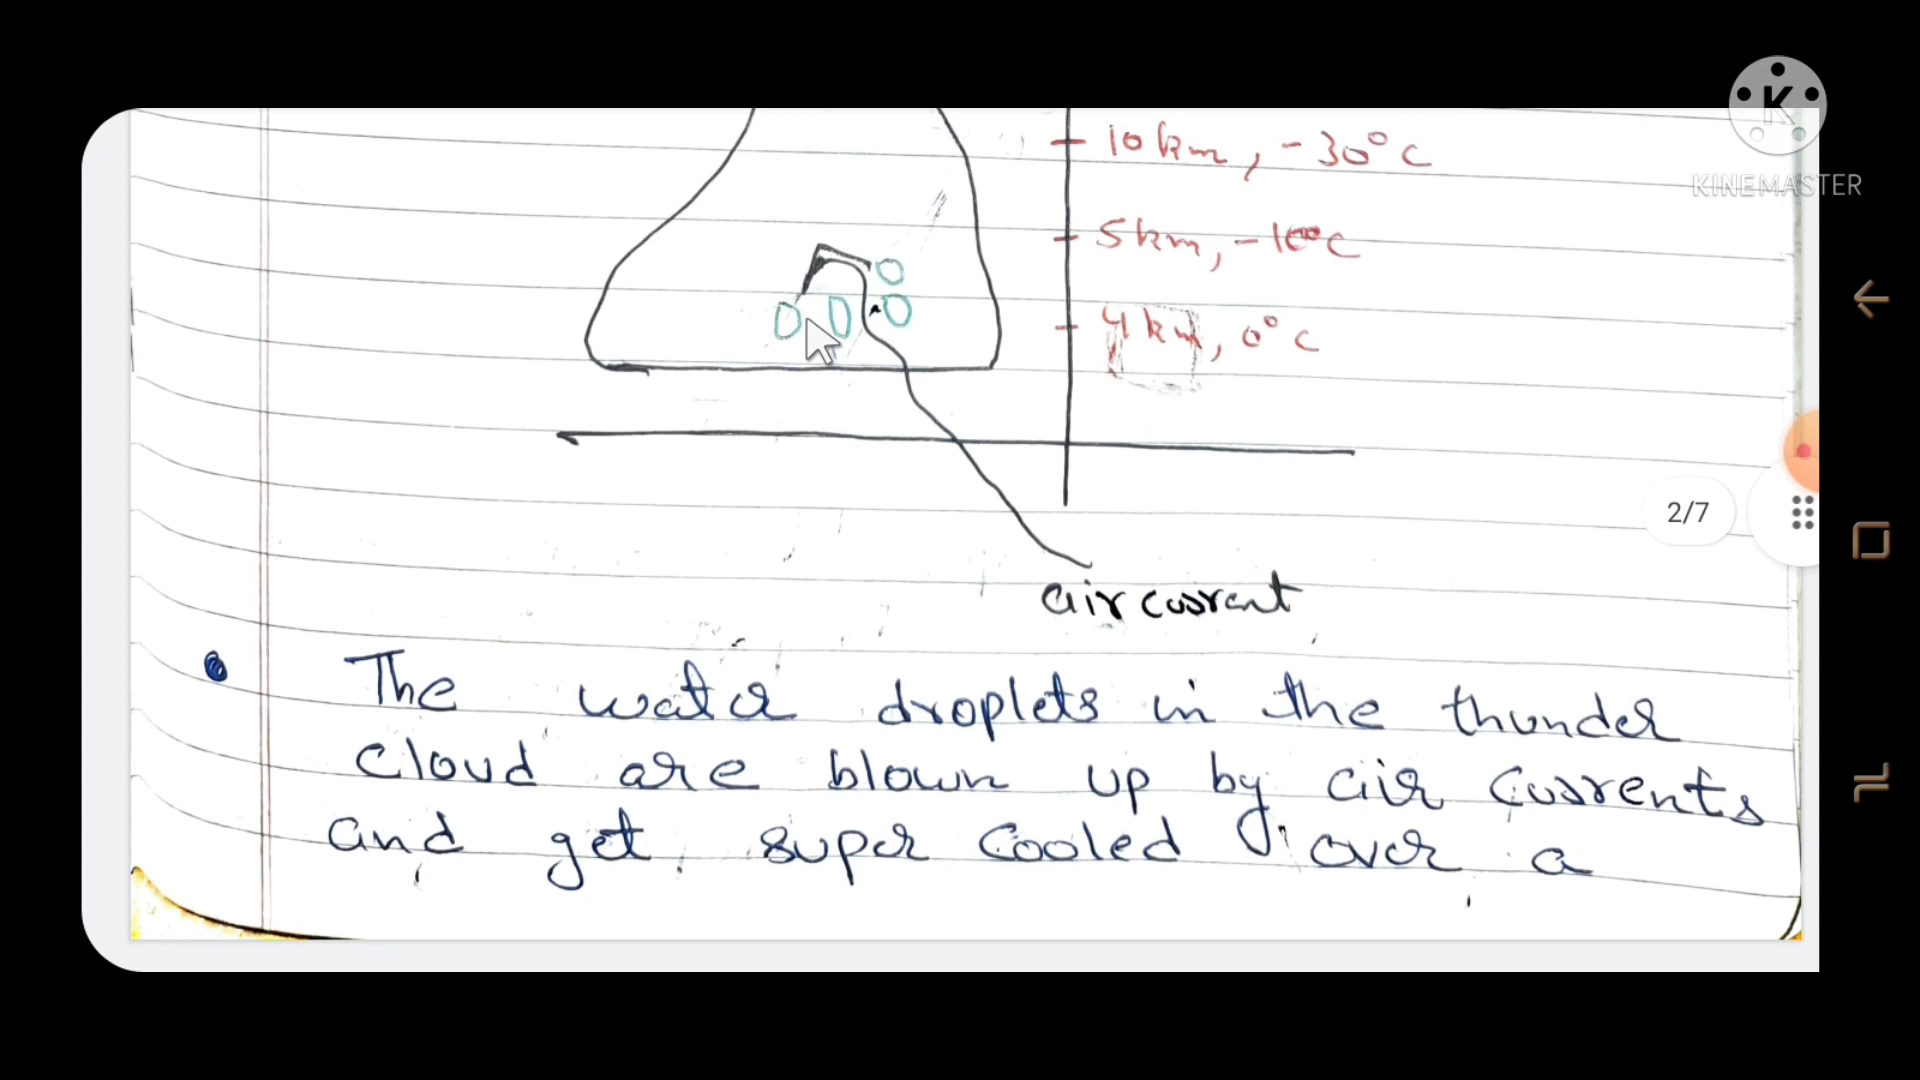 10 km, -30°C
KINEMASTER
5 km, -10°C
4 km, 0°C
2/7
air current
The water droplets in the thunder
cloud are blown up by air currents
and get super cooled over a